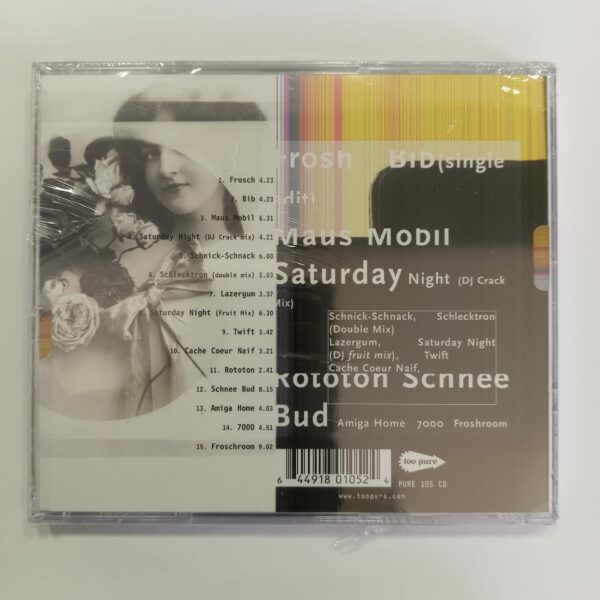 1. Frosch 4.23
2. Bib 4.23
3. Maus Mobil 6.31
4. Saturday Night (DJ Crack mix) 4.21
5. Schnick-Schnack 6.00
6. Schlecktron (double mix) 5.03
7. Lazergum 3.37
Saturday Night (Fruit Mix) 6.30
9. Twift 3.42
10. Cache Coeur Naif 3.21
11. Rototon 2.41
12. Schnee Bud 8.15
13. Amiga Home 4.03
14. 7000 4.51
15. Froschroom 9.02
Frosh Bib (single
edit)
Maus Mobil
Saturday Night (DJ Crack
Mix)
Schnick-Schnack, Schlecktron
(Double Mix)
Lazergum, Saturday Night
(DJ fruit mix), Twift
Cache Coeur Naif,
Rototon Schnee
Bud Amiga Home 7000 Froshroom
6 44918 01052 4
too pure
PURE 105 CD
www.toopure.com